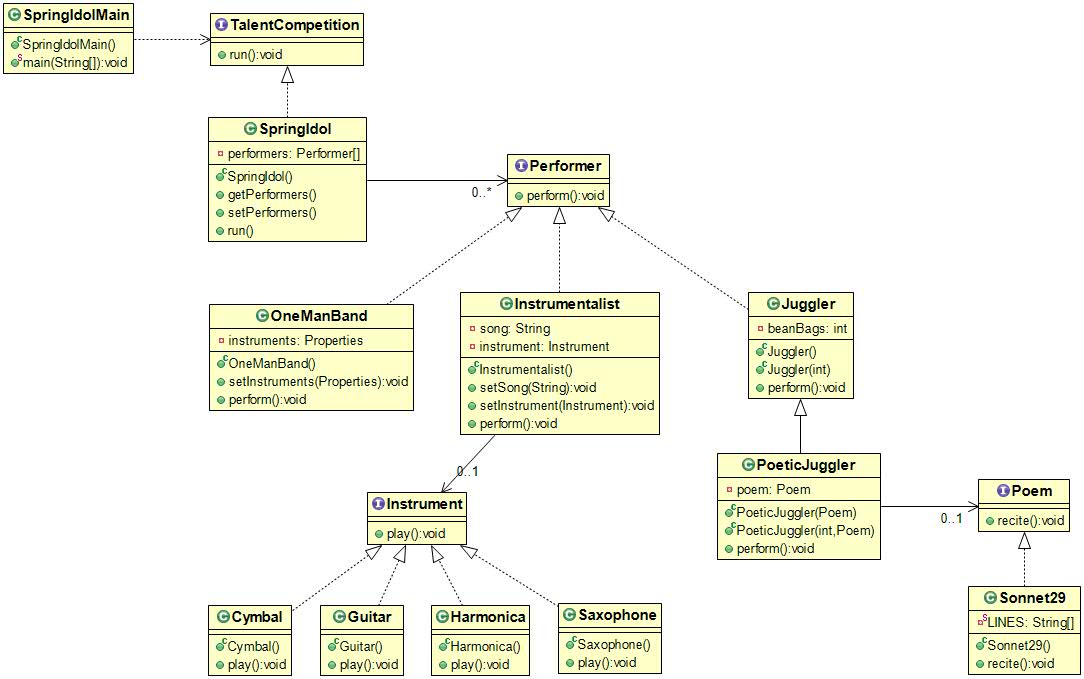 SpringIdolMain
SpringIdolMain()
main(String[]):void
TalentCompetition
run():void
SpringIdol
performers: Performer[]
SpringIdol()
getPerformers()
setPerformers()
run()
0..*
Performer
perform():void
OneManBand
instruments: Properties
OneManBand()
setInstruments(Properties):void
perform():void
Instrumentalist
song: String
instrument: Instrument
Instrumentalist()
setSong(String):void
setInstrument(Instrument):void
perform():void
Juggler
beanBags: int
Juggler()
Juggler(int)
perform():void
0..1
Instrument
play():void
PoeticJuggler
poem: Poem
PoeticJuggler(Poem)
PoeticJuggler(int,Poem)
perform():void
0..1
Poem
recite():void
Cymbal
Cymbal()
play():void
Guitar
Guitar()
play():void
Harmonica
Harmonica()
play():void
Saxophone
Saxophone()
play():void
Sonnet29
LINES: String[]
Sonnet29()
recite():void